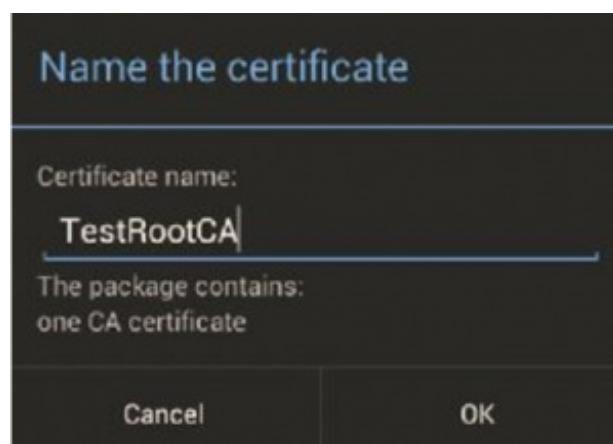 Name the certificate
Certificate name:
TestRootCA
The package contains:
one CA certificate
Cancel OK